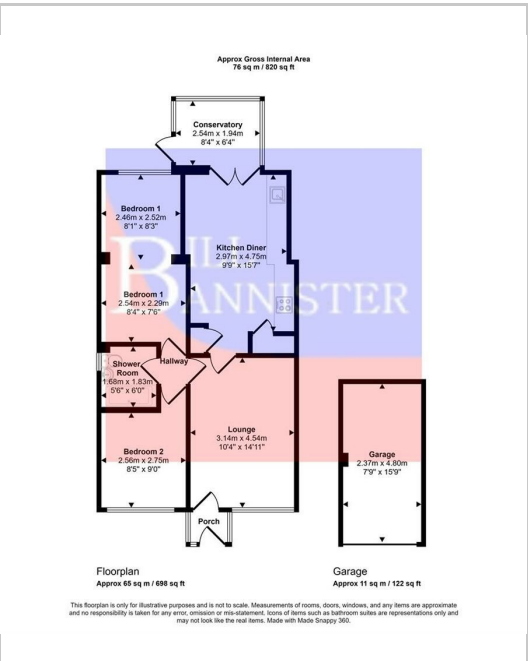 Approx Gross Internal Area
76 sq m / 820 sq ft
Conservatory
2.54m x 1.94m
8'4" x 6'4"
Bedroom 1
2.46m x 2.52m
8'1" x 8'3"
Kitchen Diner
2.97m x 4.75m
9'9" x 15'7"
BILL
BANNISTER
Bedroom 1
2.54m x 2.29m
8'4" x 7'6"
Shower
Room
1.68m x 1.83m
5'6" x 6'0"
Hallway
Lounge
3.14m x 4.54m
10'4" x 14'11"
Garage
2.37m x 4.80m
7'9" x 15'9"
Bedroom 2
2.56m x 2.75m
8'5" x 9'0"
Porch
Floorplan
Approx 65 sq m / 698 sq ft
Garage
Approx 11 sq m / 122 sq ft
This floorplan is only for illustrative purposes and is not to scale. Measurements of rooms, doors, windows, and any items are approximate
and no responsibility is taken for any error, omission or mis-statement. Icons of items such as bathroom suites are representations only and
may not look like the real items. Made with Made Snappy 360.